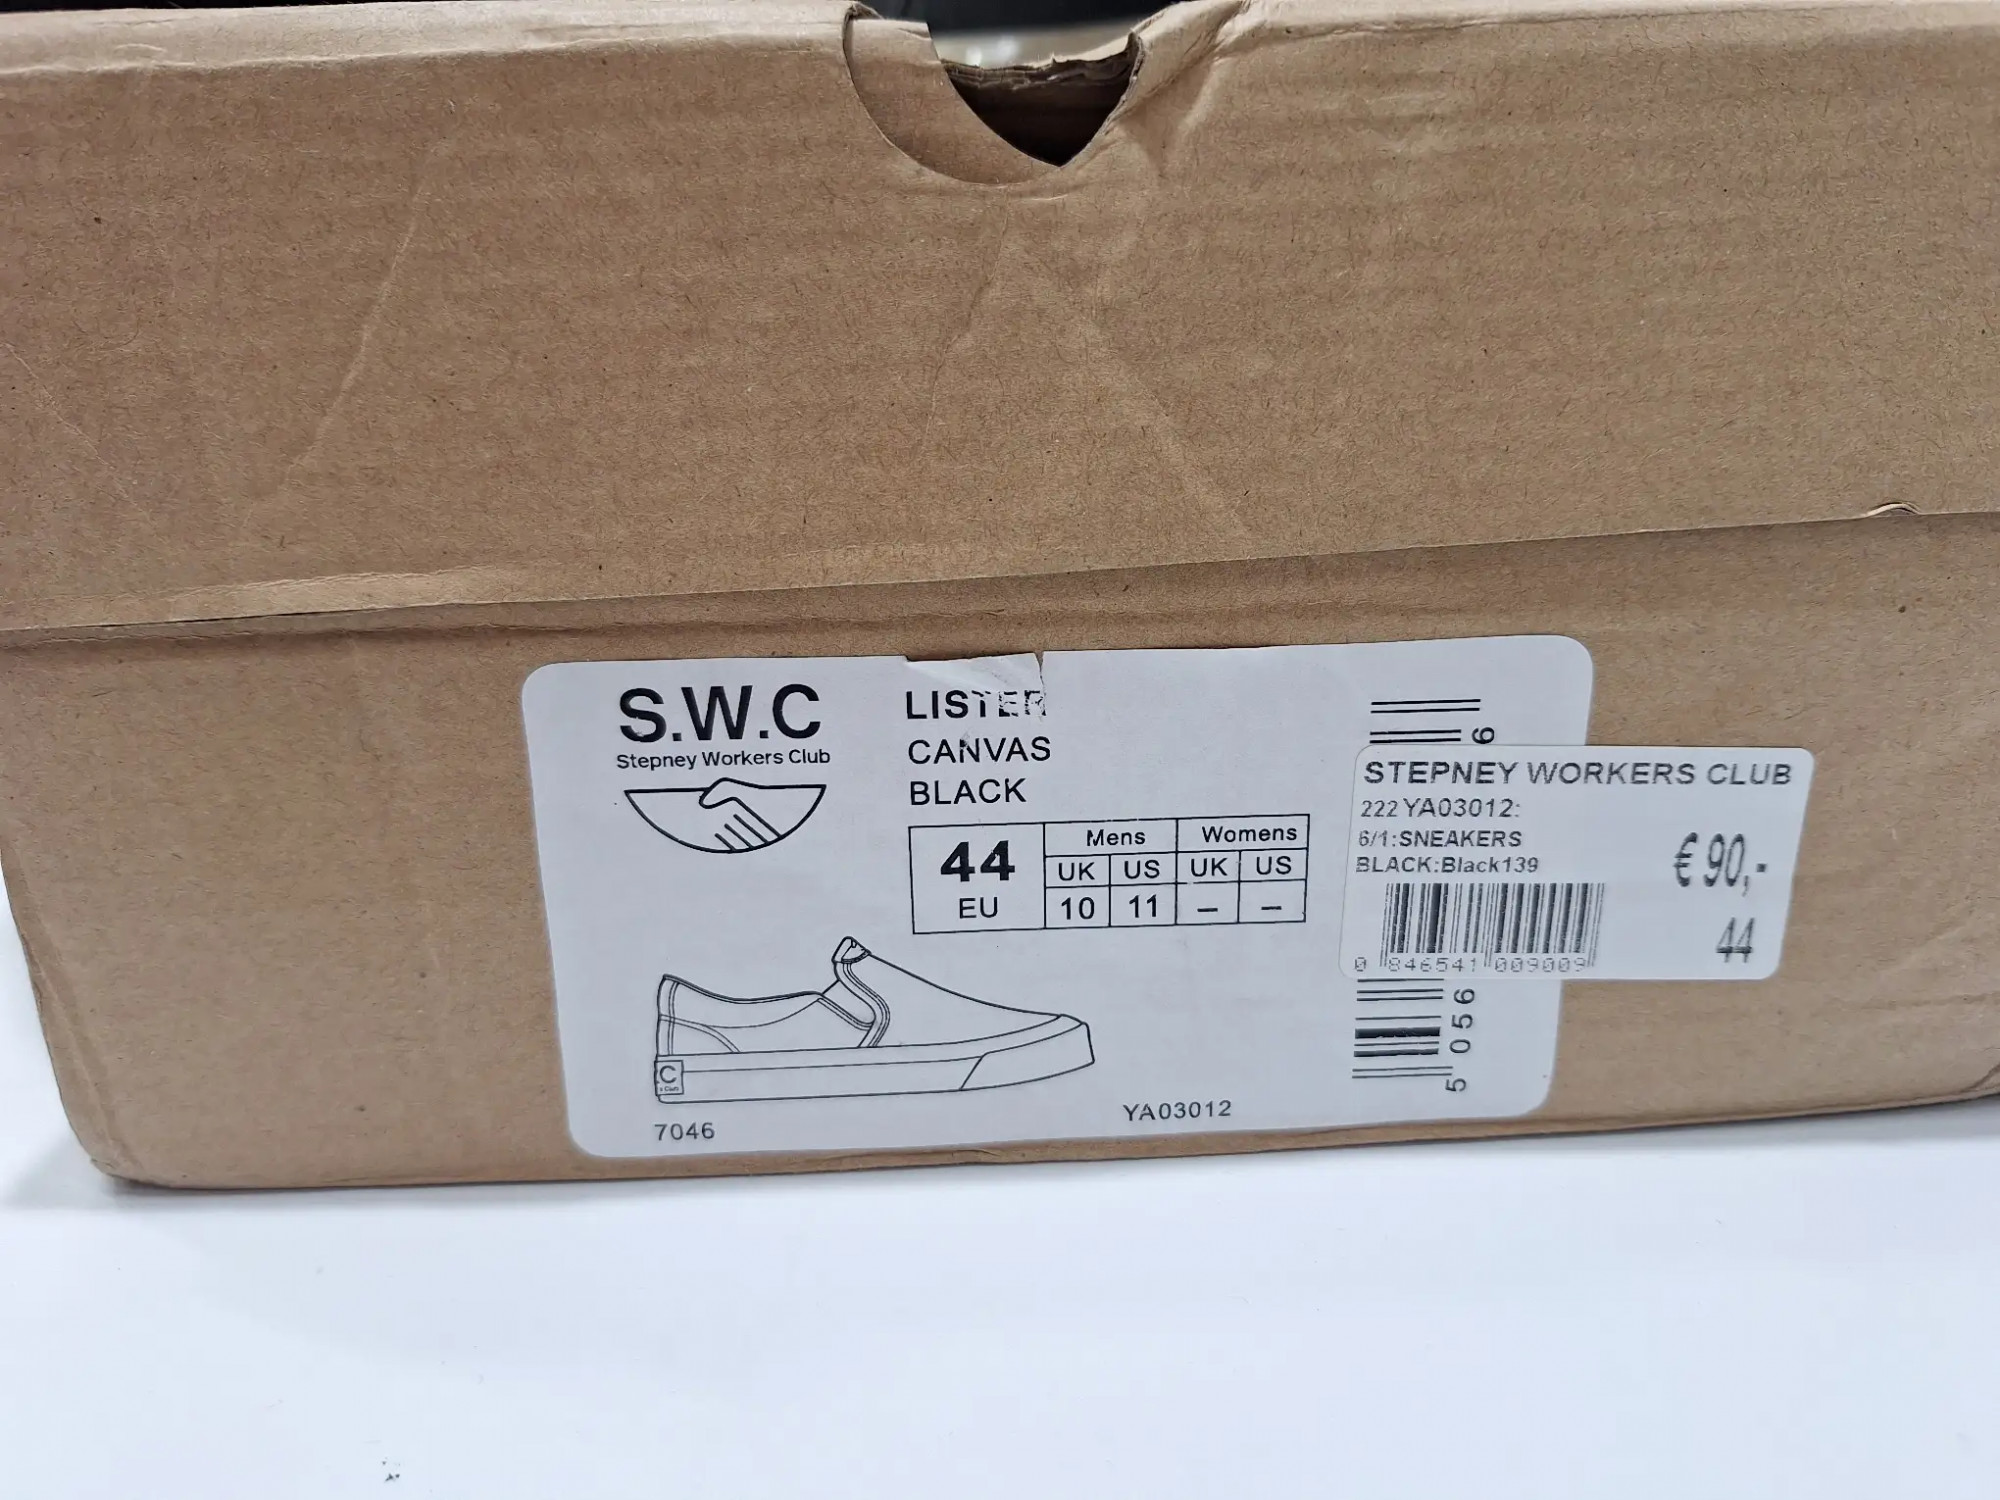 S.W.C
Stepney Workers Club
LISTER
CANVAS
BLACK
44
EU
Mens Womens
UK US UK US
10 11 – –
C
7046
YA03012
6
5 056
STEPNEY WORKERS CLUB
222 YA03012:
6/1:SNEAKERS
BLACK:Black139
€ 90,-
44
0 846541 009009